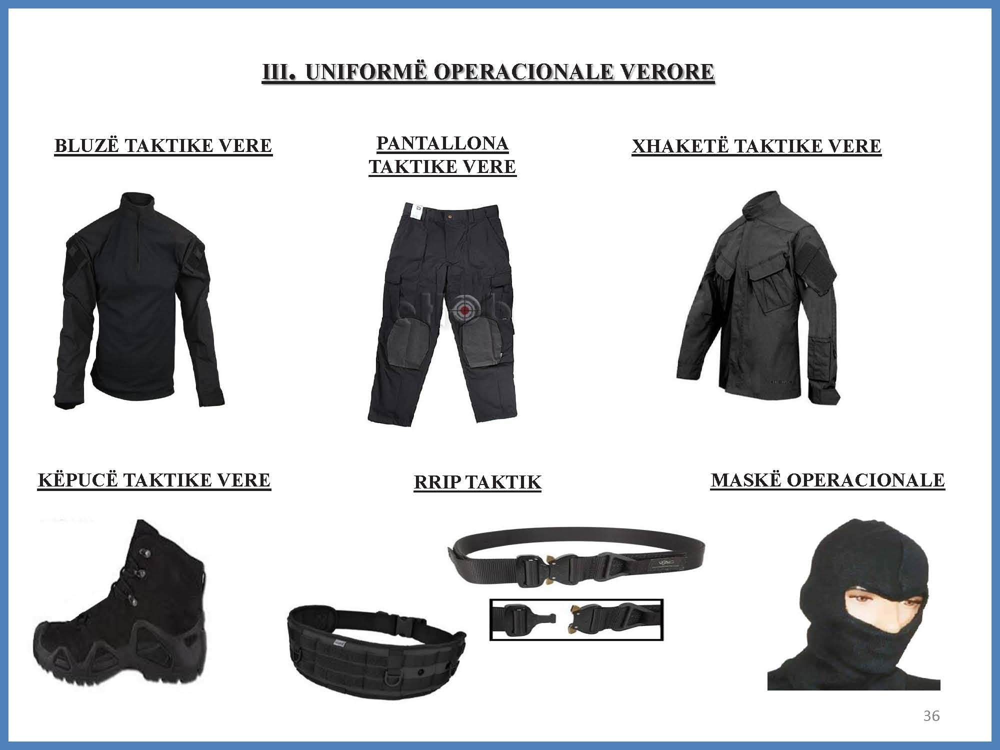 III. UNIFORMË OPERACIONALE VERORE
BLUZË TAKTIKE VERE
PANTALLONA
TAKTIKE VERE
XHAKETË TAKTIKE VERE
KËPUCË TAKTIKE VERE
RRIP TAKTIK
MASKË OPERACIONALE
36